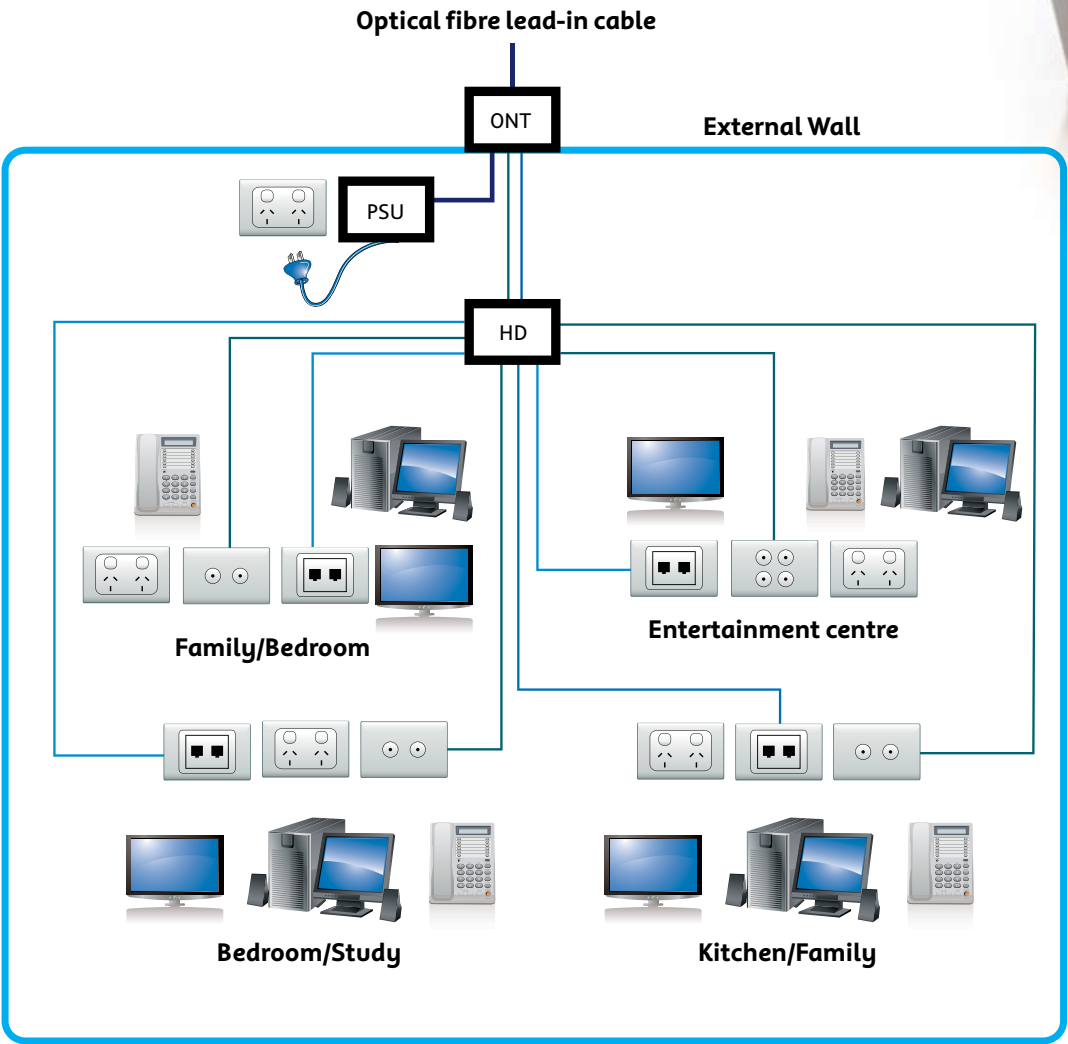 Optical fibre lead-in cable
ONT
External Wall
PSU
HD
Family/Bedroom
Entertainment centre
Bedroom/Study
Kitchen/Family